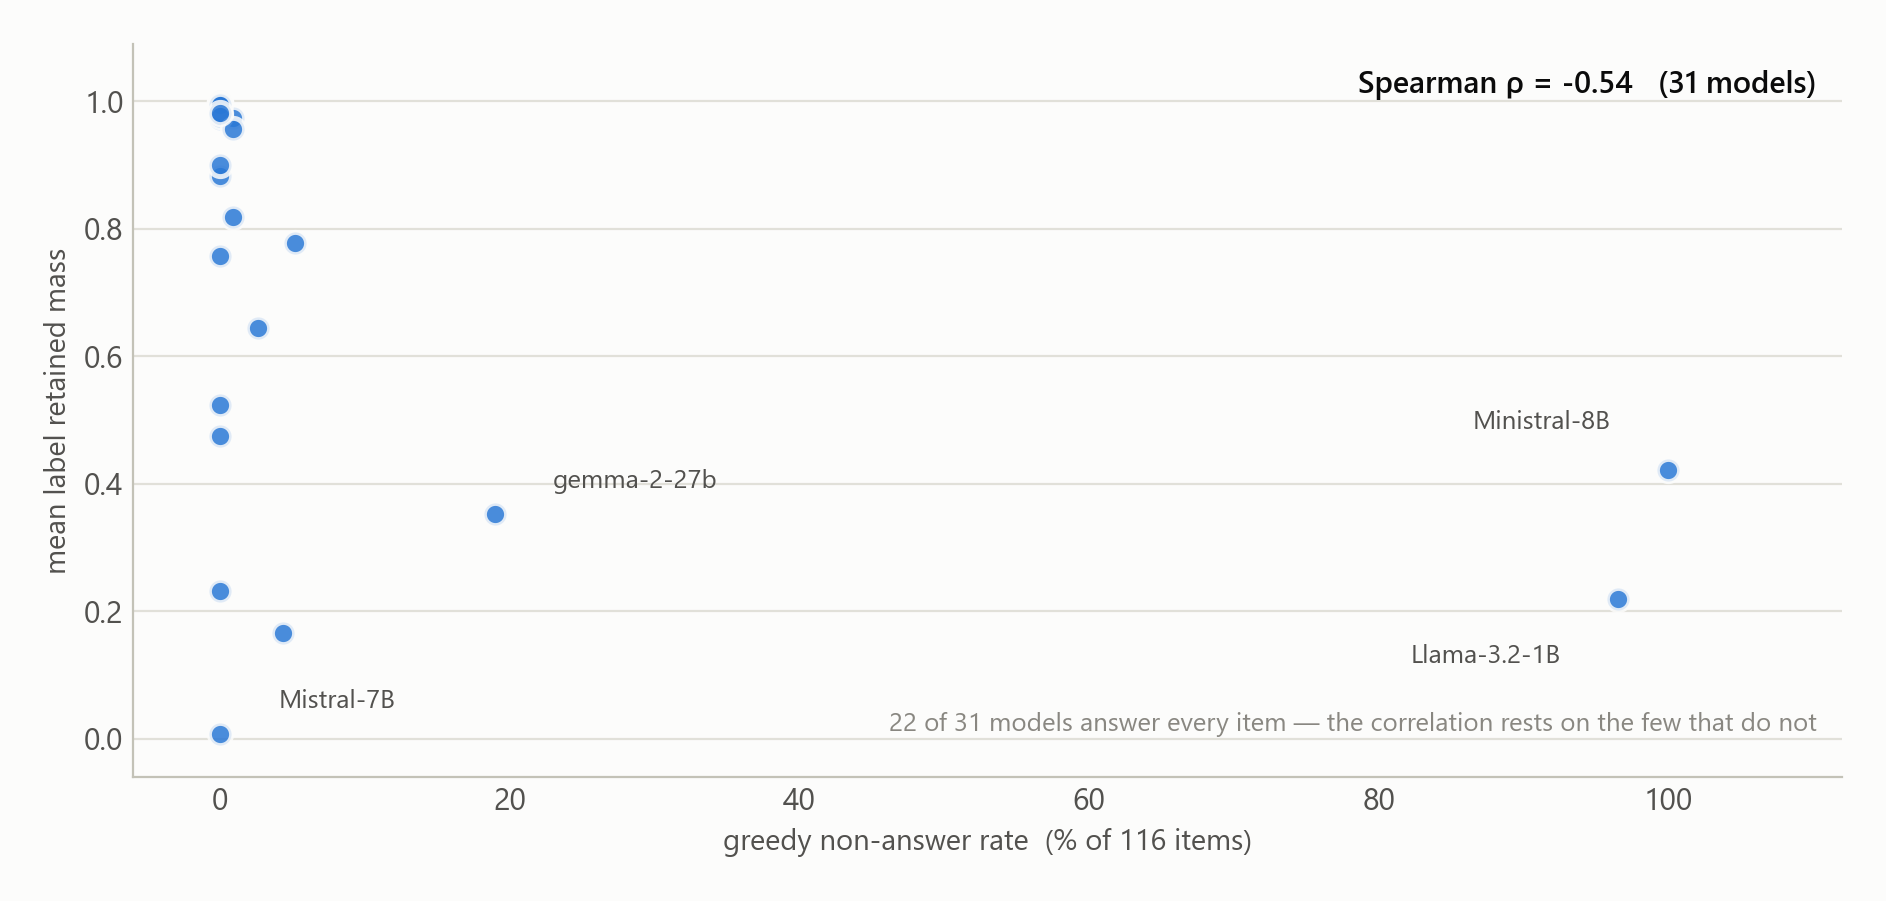 Spearman ρ = -0.54 (31 models)
mean label retained mass
1.0
0.8
0.6
0.4
0.2
0.0
Ministral-8B
gemma-2-27b
Llama-3.2-1B
Mistral-7B
22 of 31 models answer every item — the correlation rests on the few that do not
0 20 40 60 80 100
greedy non-answer rate (% of 116 items)